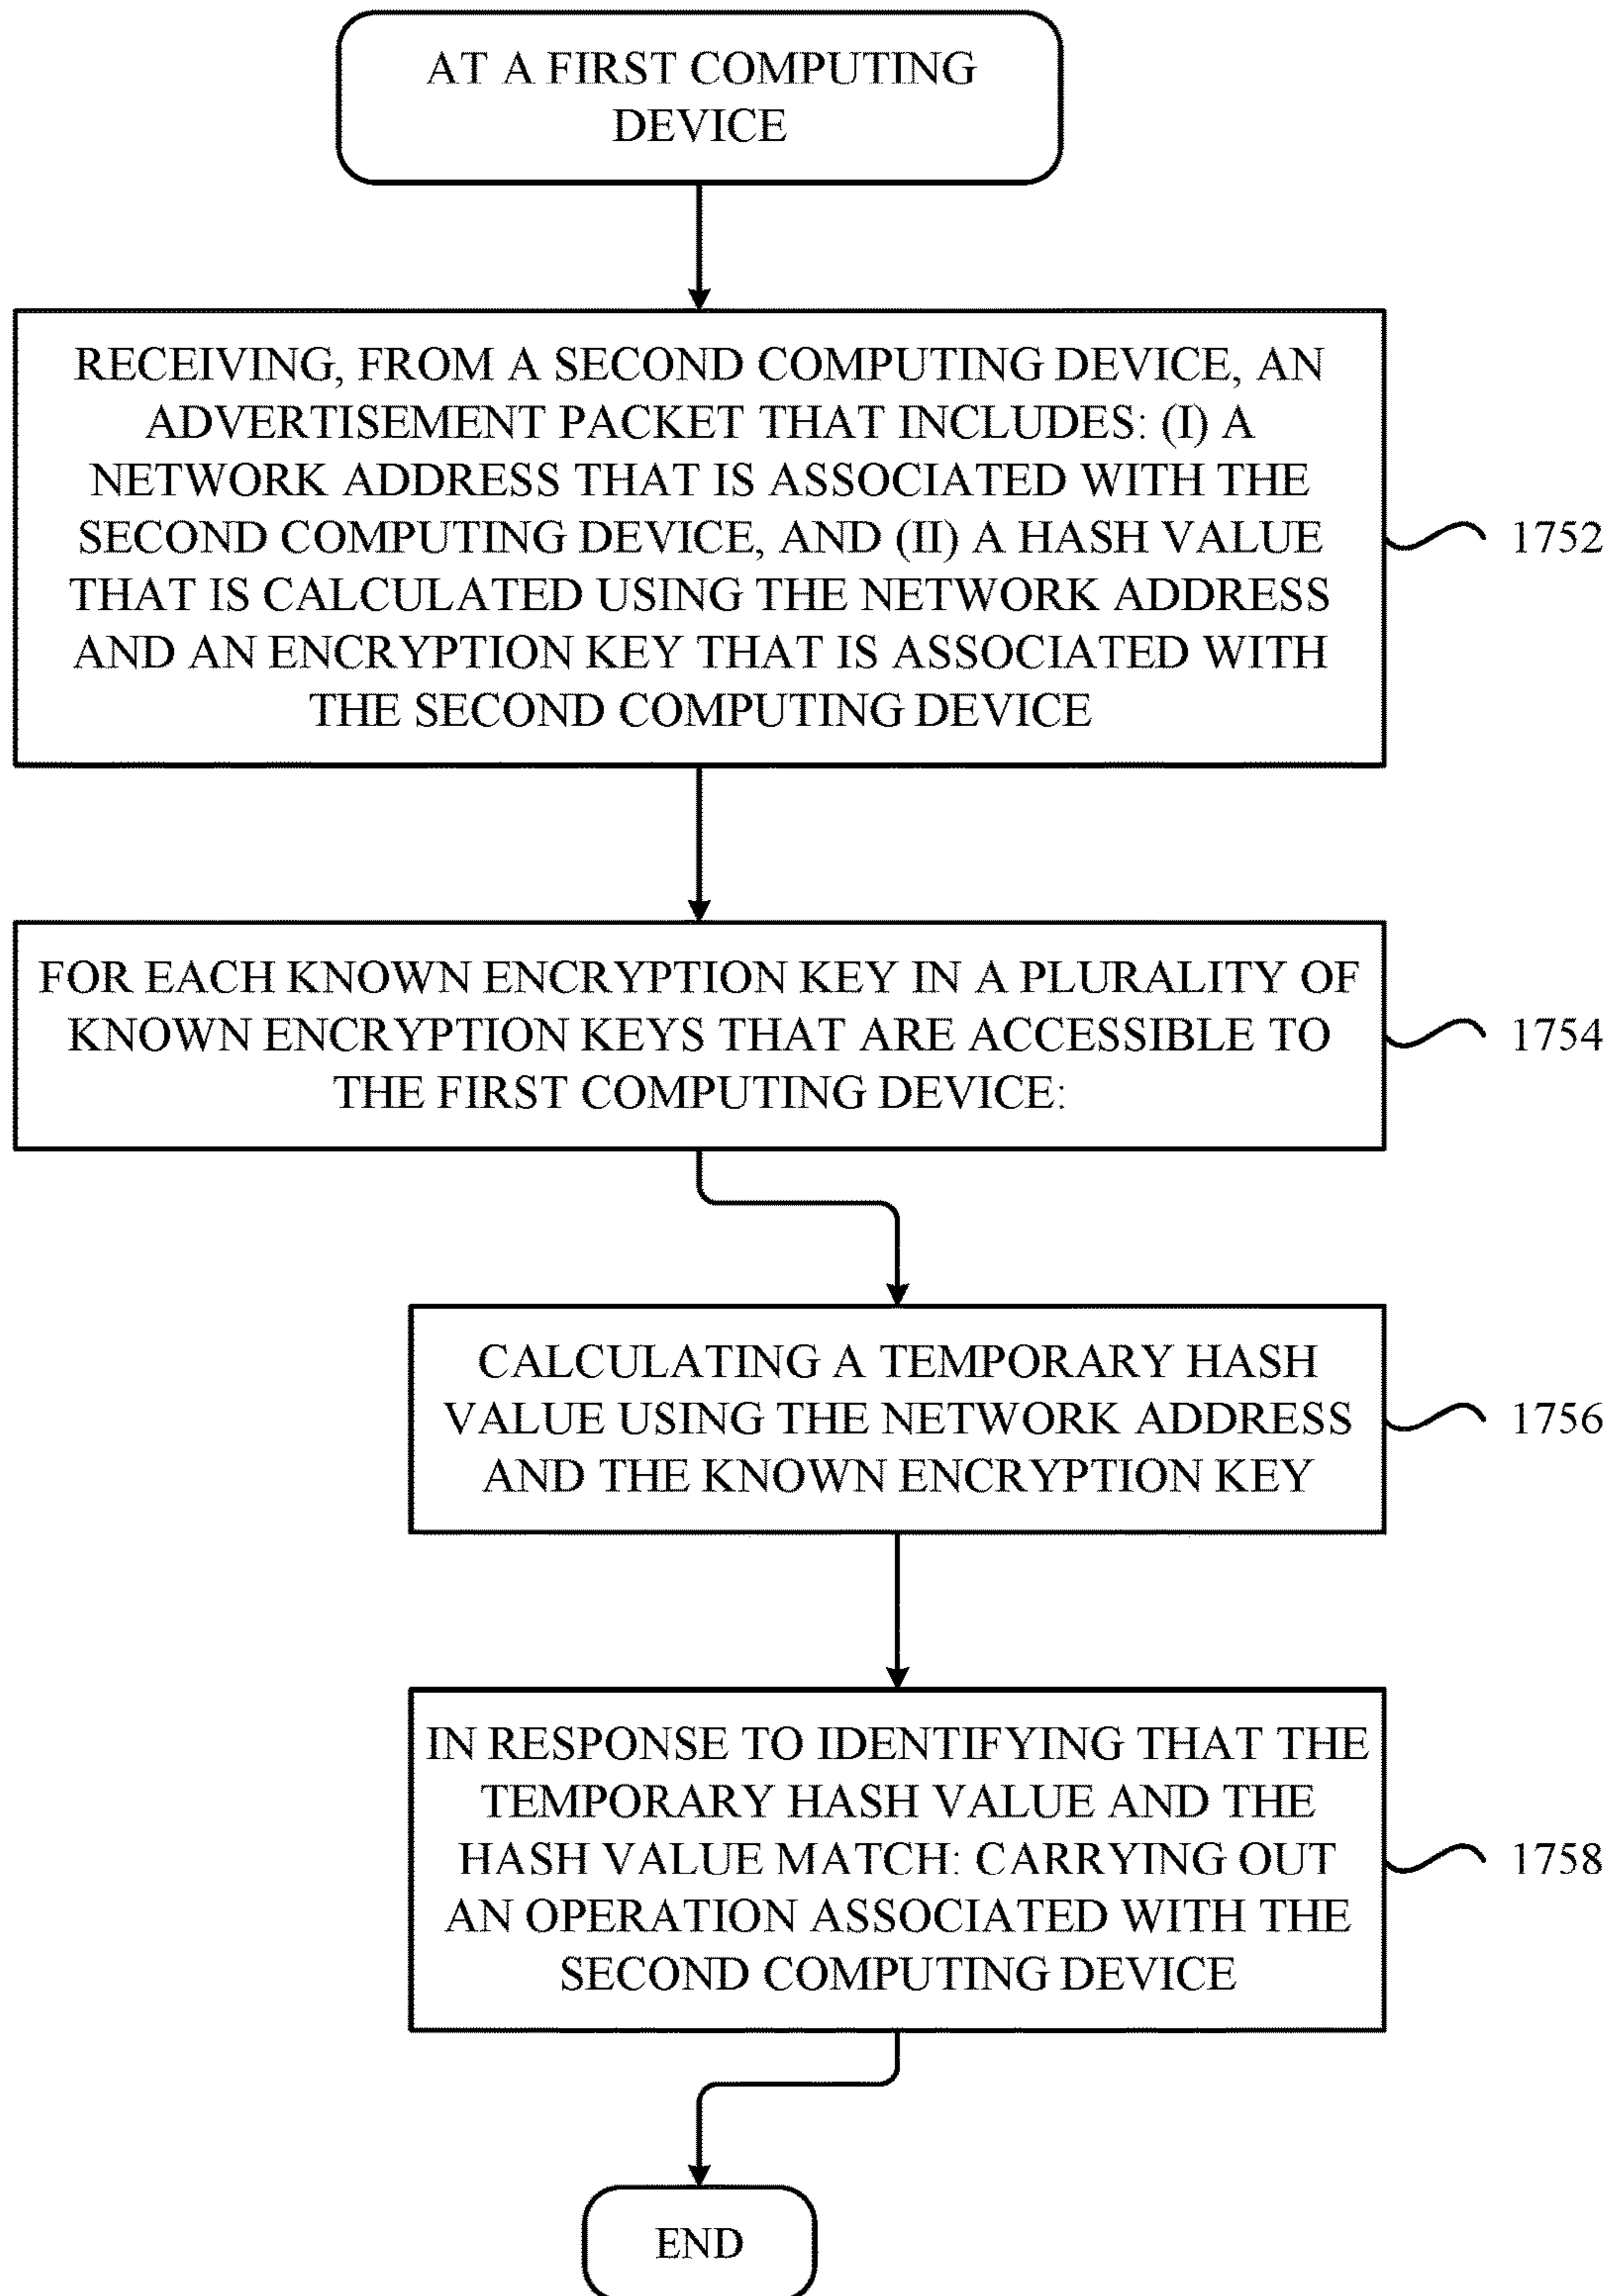 AT A FIRST COMPUTING
DEVICE
RECEIVING, FROM A SECOND COMPUTING DEVICE, AN
ADVERTISEMENT PACKET THAT INCLUDES: (I) A
NETWORK ADDRESS THAT IS ASSOCIATED WITH THE
SECOND COMPUTING DEVICE, AND (II) A HASH VALUE
THAT IS CALCULATED USING THE NETWORK ADDRESS
AND AN ENCRYPTION KEY THAT IS ASSOCIATED WITH
THE SECOND COMPUTING DEVICE
1752
FOR EACH KNOWN ENCRYPTION KEY IN A PLURALITY OF
KNOWN ENCRYPTION KEYS THAT ARE ACCESSIBLE TO
THE FIRST COMPUTING DEVICE:
1754
CALCULATING A TEMPORARY HASH
VALUE USING THE NETWORK ADDRESS
AND THE KNOWN ENCRYPTION KEY
1756
IN RESPONSE TO IDENTIFYING THAT THE
TEMPORARY HASH VALUE AND THE
HASH VALUE MATCH: CARRYING OUT
AN OPERATION ASSOCIATED WITH THE
SECOND COMPUTING DEVICE
1758
END